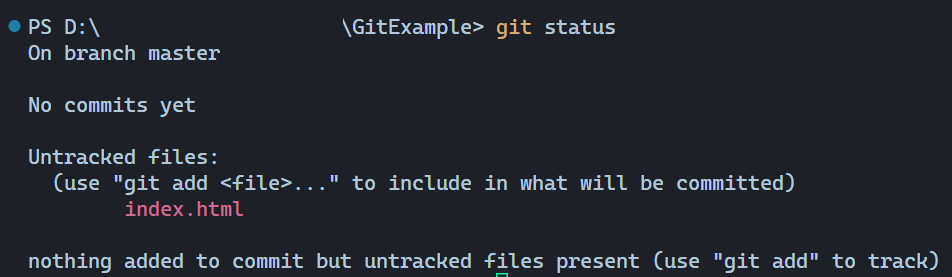 PS D:\ \GitExample> git status
On branch master
No commits yet
Untracked files:
(use "git add <file>..." to include in what will be committed)
index.html
nothing added to commit but untracked files present (use "git add" to track)